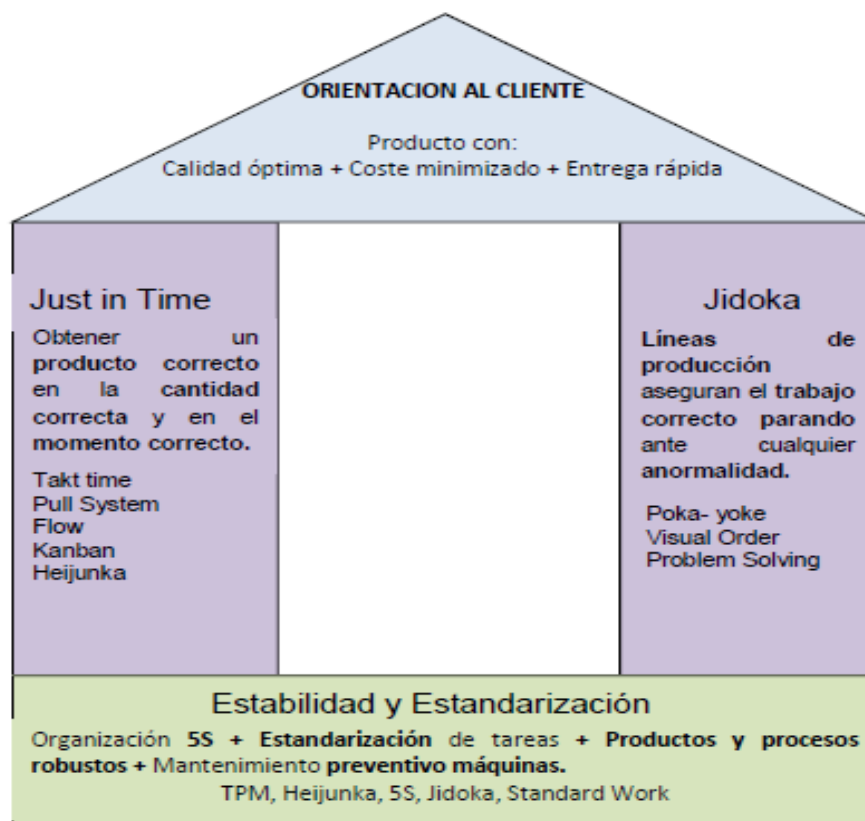 ORIENTACION AL CLIENTE
Producto con:
Calidad óptima + Coste minimizado + Entrega rápida
Just in Time
Obtener un
producto correcto
en la cantidad
correcta y en el
momento correcto.
Takt time
Pull System
Flow
Kanban
Heijunka
Jidoka
Líneas de
producción
aseguran el trabajo
correcto parando
ante cualquier
anormalidad.
Poka- yoke
Visual Order
Problem Solving
Estabilidad y Estandarización
Organización 5S + Estandarización de tareas + Productos y procesos
robustos + Mantenimiento preventivo máquinas.
TPM, Heijunka, 5S, Jidoka, Standard Work